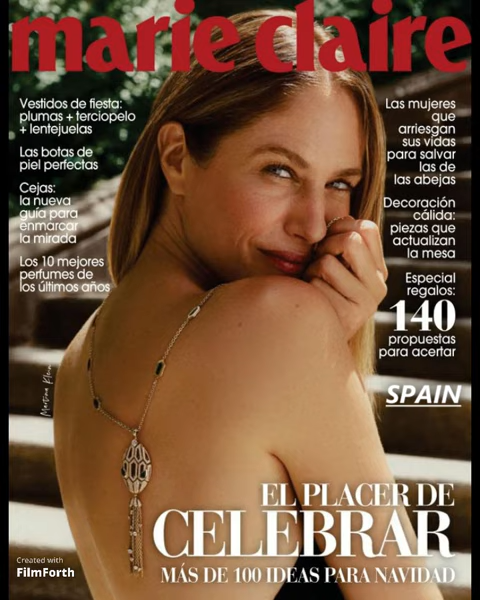 marie claire
Vestidos de fiesta:
plumas + terciopelo
+ lentejuelas
Las botas de
piel perfectas
Cejas:
la nueva
guía para
enmarcar
la mirada
Los 10 mejores
perfumes de
los últimos años
Las mujeres
que
arriesgan
sus vidas
para salvar
las de
las abejas
Decoración
cálida:
piezas que
actualizan
la mesa
Especial
regalos:
140
propuestas
para acertar
SPAIN
Martina Klein
EL PLACER DE
CELEBRAR
MÁS DE 100 IDEAS PARA NAVIDAD
Created with
FilmForth